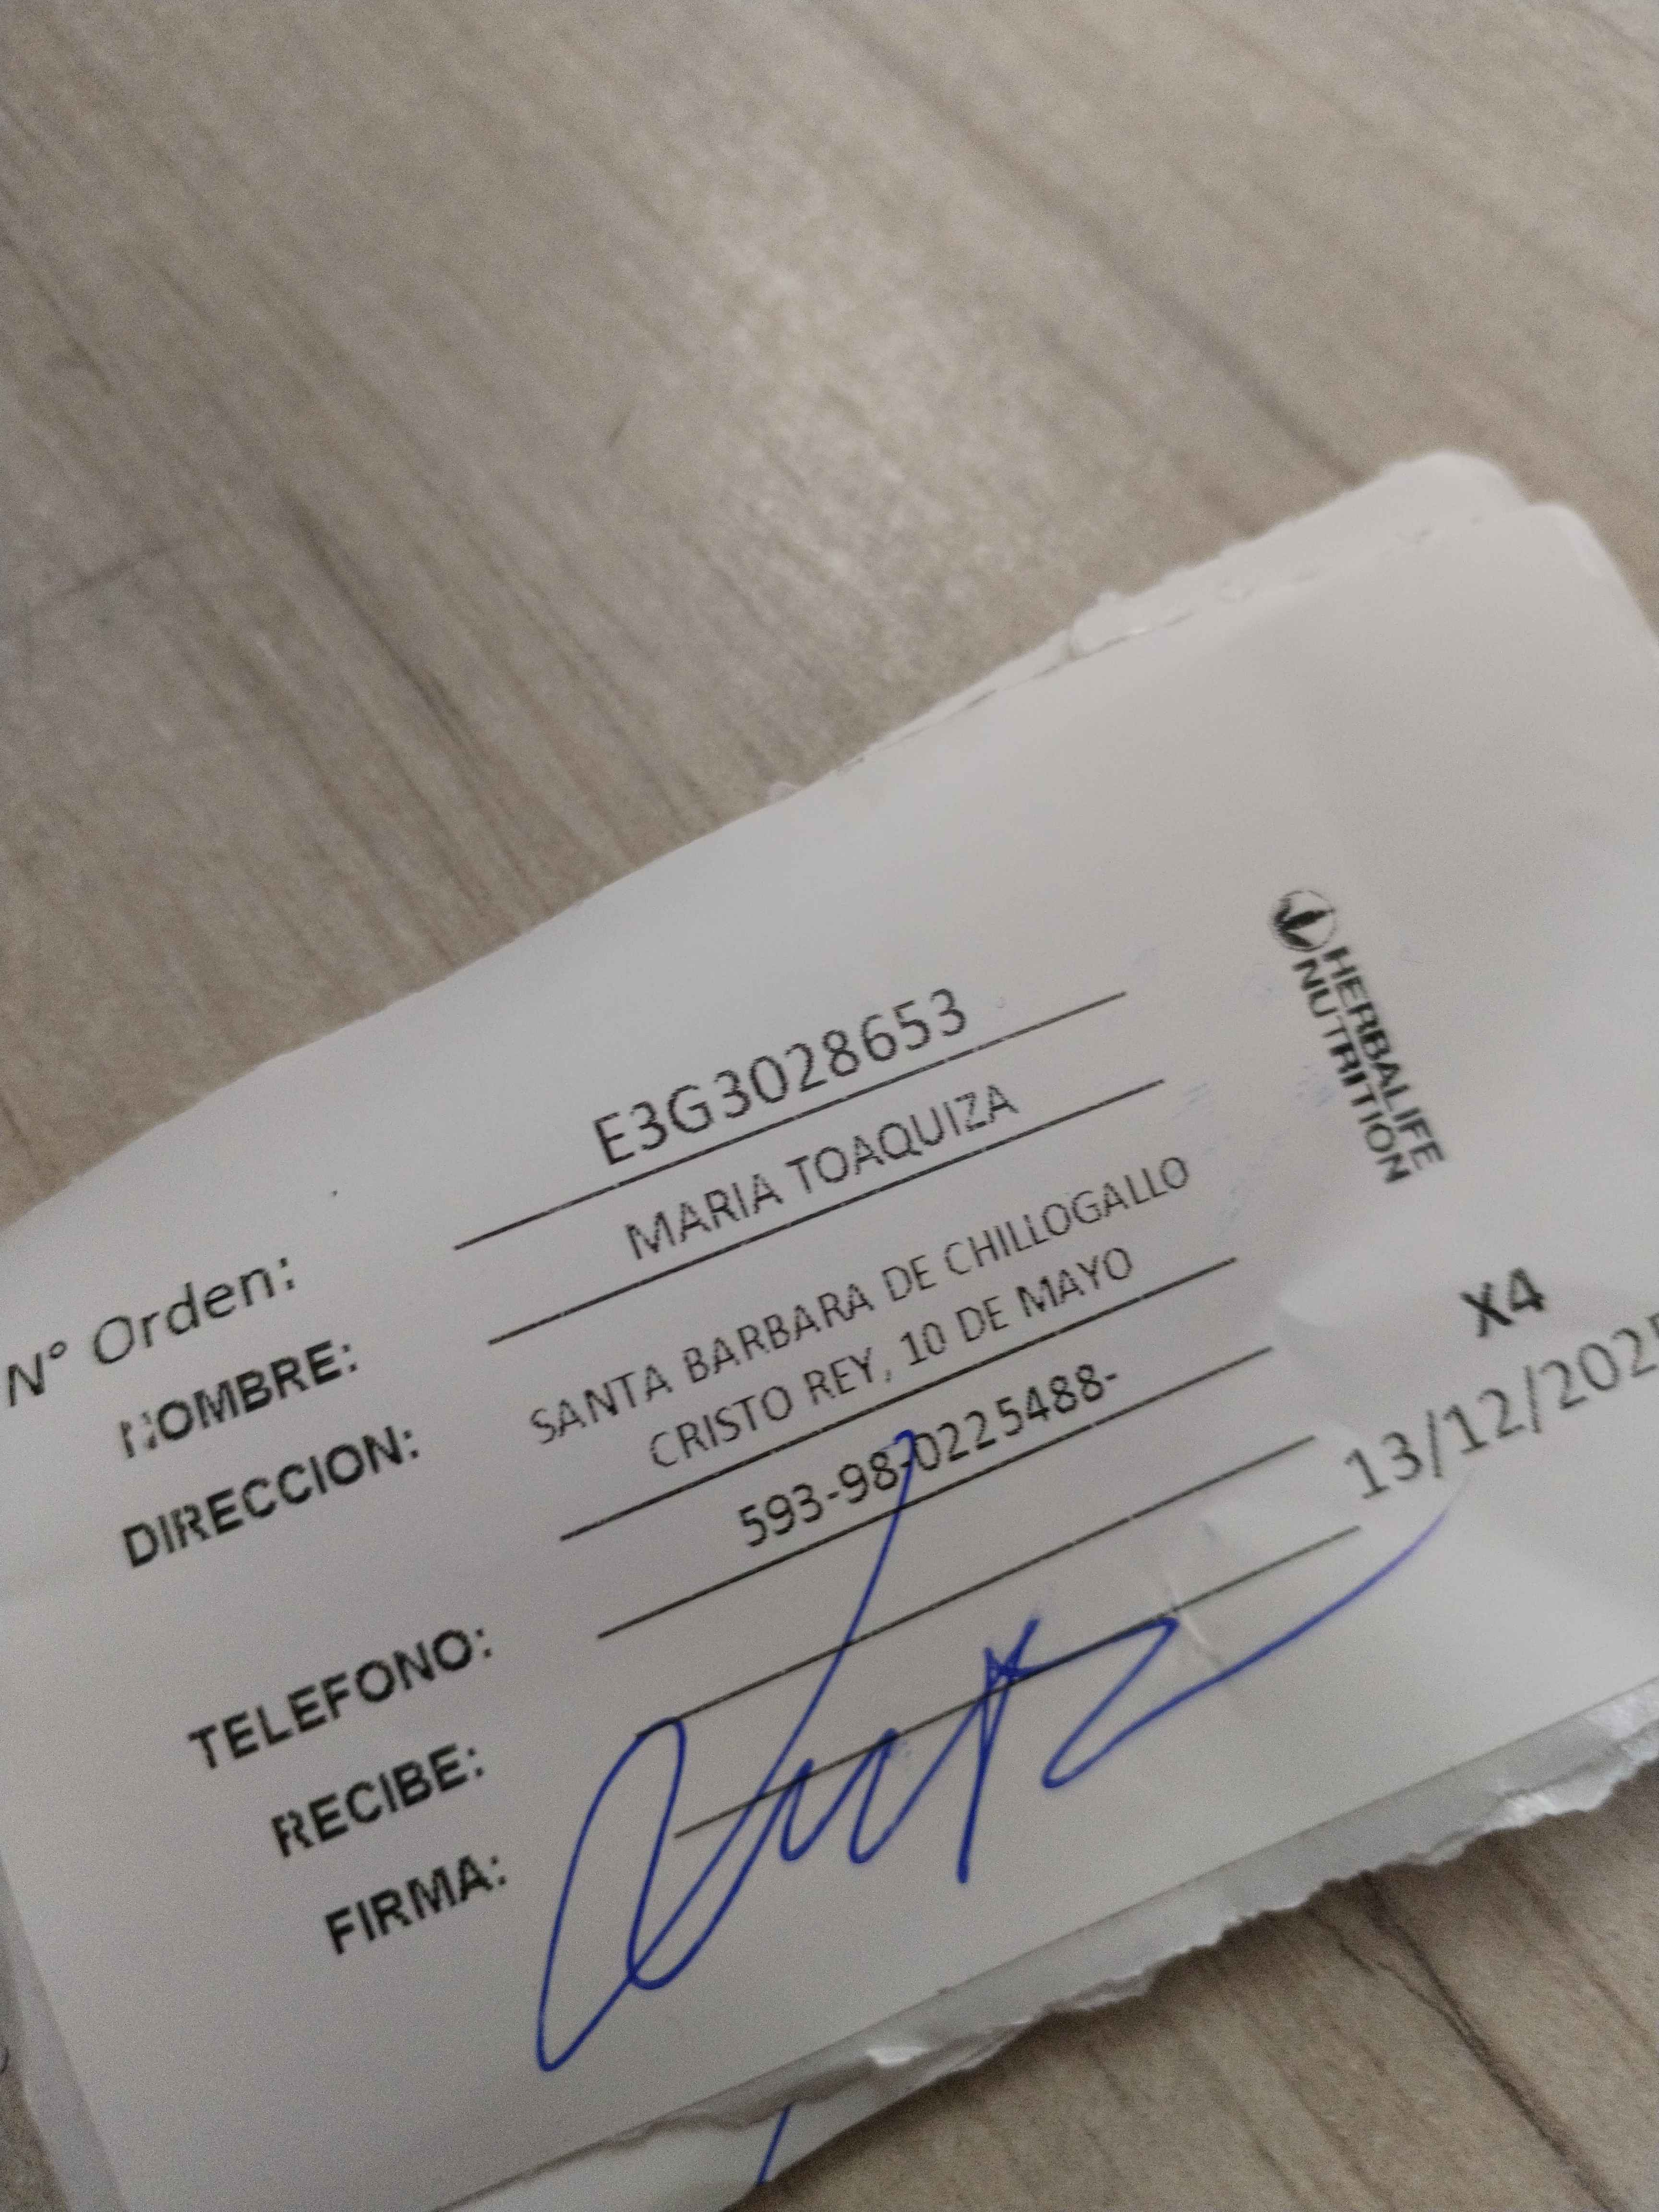 N° Orden: E3G3028653
NOMBRE: MARIA TOAQUIZA
DIRECCION: SANTA BARBARA DE CHILLOGALLO
CRISTO REY, 10 DE MAYO
TELEFONO: 593-98-0225488-
RECIBE:
FIRMA:
HERBALIFE
NUTRITION
X4
13/12/202